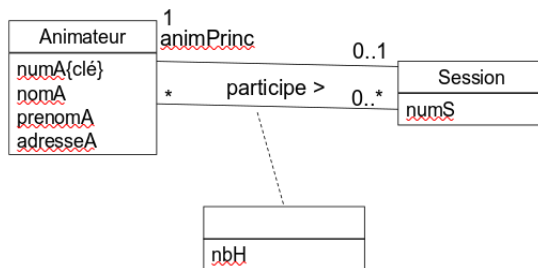 1
Animateur
animPrinc
0..1
numA{clé}
nomA
prenomA
adresseA
*
participe >
0..*
Session
numS
nbH